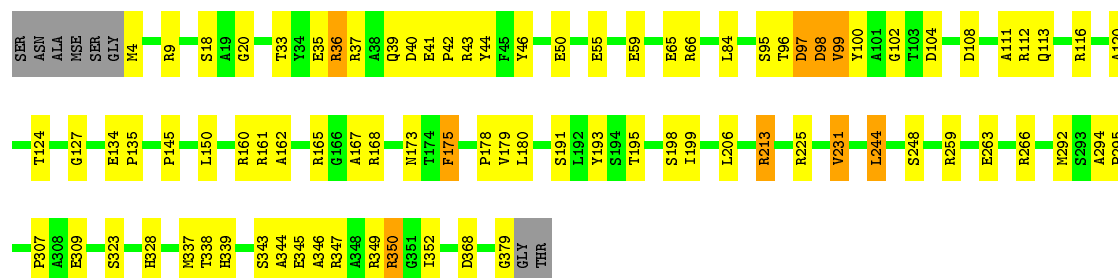 SER ASN ALA MSE SER GLY M4 R9 S18 A19 G20 T33 Y34 E35 R36 R37 A38 Q39 D40 E41 P42 R43 Y44 F45 Y46 E50 E55 E59 E65 R66 L84 S95 T96 D97 D98 V99 Y100 A101 G102 T103 D104 D108 A111 R112 Q113 R116 A120
T124 G127 E134 P135 P145 L150 R160 R161 A162 R165 G166 A167 R168 N173 T174 F175 P178 V179 L180 S191 L192 Y193 S194 T195 S198 I199 L206 R213 R225 V231 L244 S248 R259 E263 R266 M292 S293 A294
P307 A308 E309 S323 H328 M337 T338 H339 S343 A344 E345 A346 R347 A348 R349 R350 G351 I352 D368 G379 GLY THR